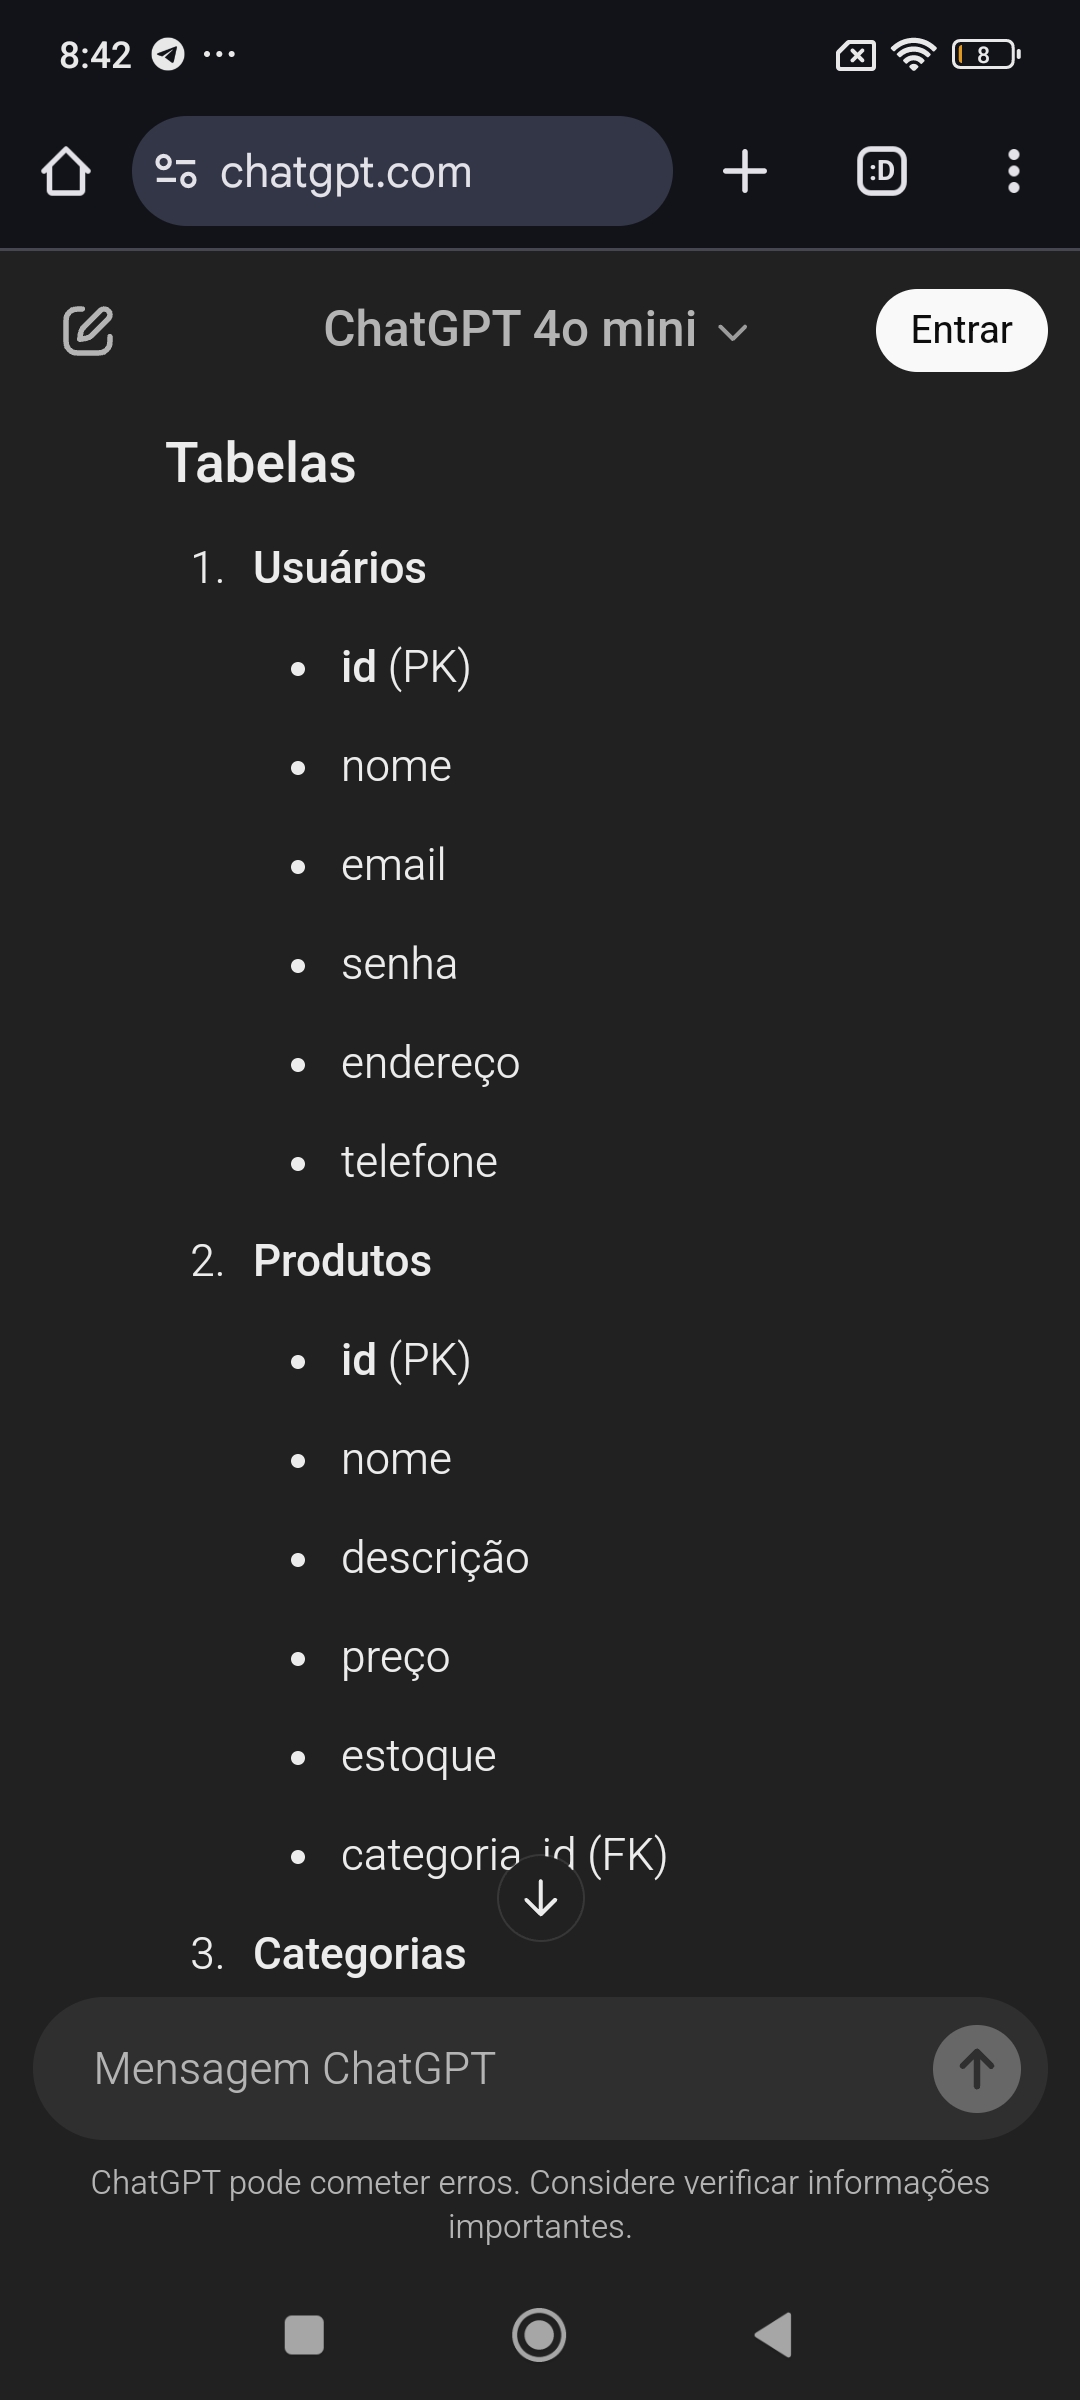 8:42
8
chatgpt.com
:D
ChatGPT 4o mini
Entrar
Tabelas
1. Usuários
• id (PK)
• nome
• email
• senha
• endereço
• telefone
2. Produtos
• id (PK)
• nome
• descrição
• preço
• estoque
• categoria_id (FK)
3. Categorias
Mensagem ChatGPT
ChatGPT pode cometer erros. Considere verificar informações
importantes.